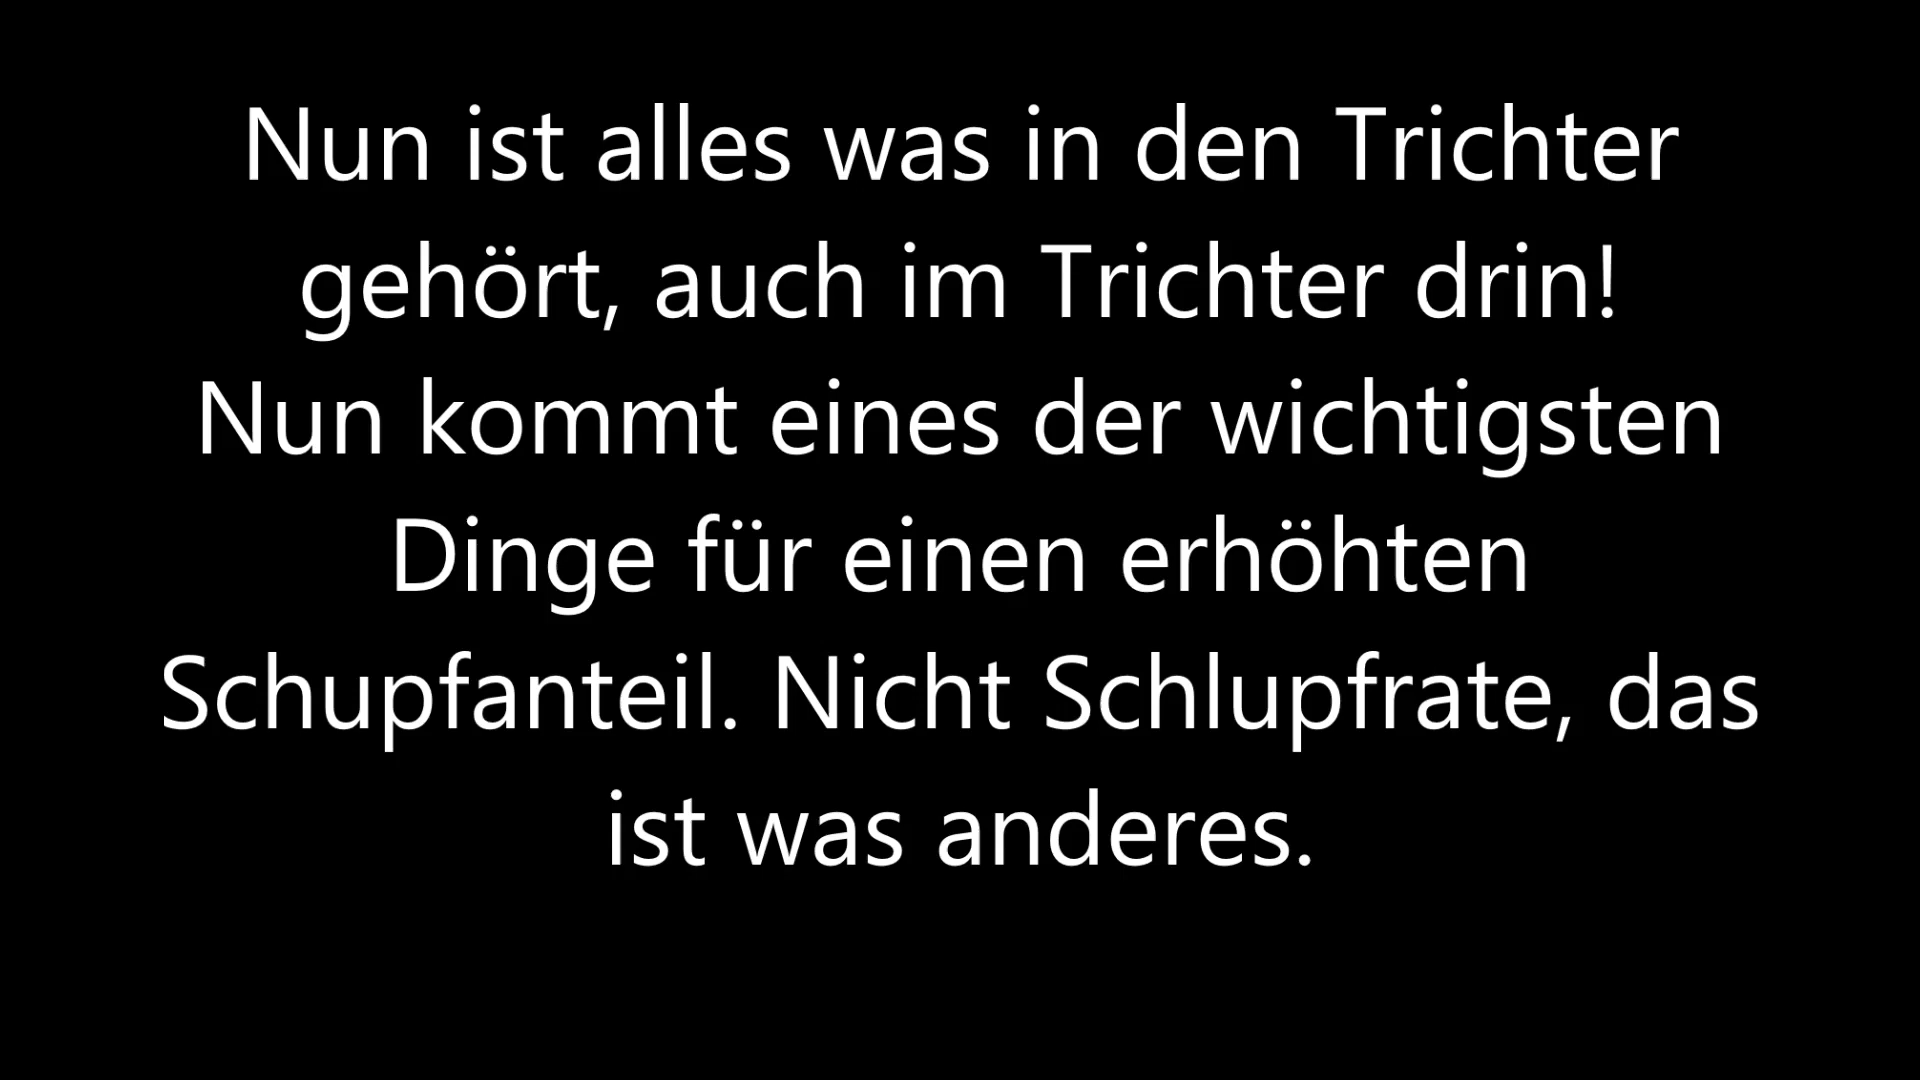 Nun ist alles was in den Trichter
gehört, auch im Trichter drin!
Nun kommt eines der wichtigsten
Dinge für einen erhöhten
Schupfanteil. Nicht Schlupfrate, das
ist was anderes.